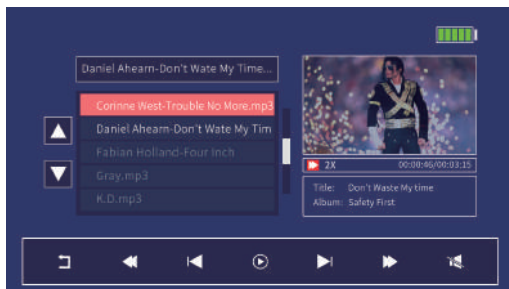 Daniel Ahearn-Don't Wate My Time...
Corinne West-Trouble No More.mp3
Daniel Ahearn-Don't Wate My Tim
Fabian Holland-Four Inch
Gray.mp3
K.D.mp3
2X 00:00:46/00:03:15
Title: Don't Waste My time
Album: Safety First